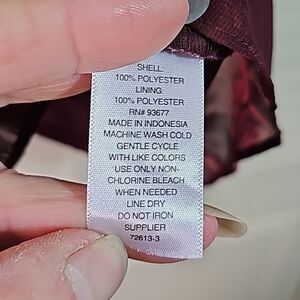 SHELL:
100% POLYESTER
LINING:
100% POLYESTER
RN# 93677
MADE IN INDONESIA
MACHINE WASH COLD
GENTLE CYCLE
WITH LIKE COLORS
USE ONLY NON-
CHLORINE BLEACH
WHEN NEEDED
LINE DRY
DO NOT IRON
SUPPLIER
72613-3